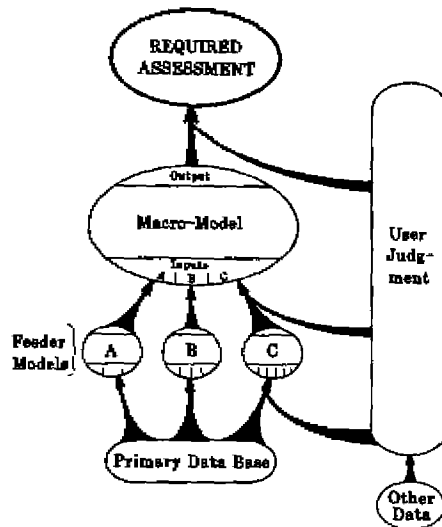 REQUIRED
ASSESSMENT
Output
Macro-Model
Inputs
A B C
User
Judg-
ment
Feeder
Models
A B C
Primary Data Base
Other
Data